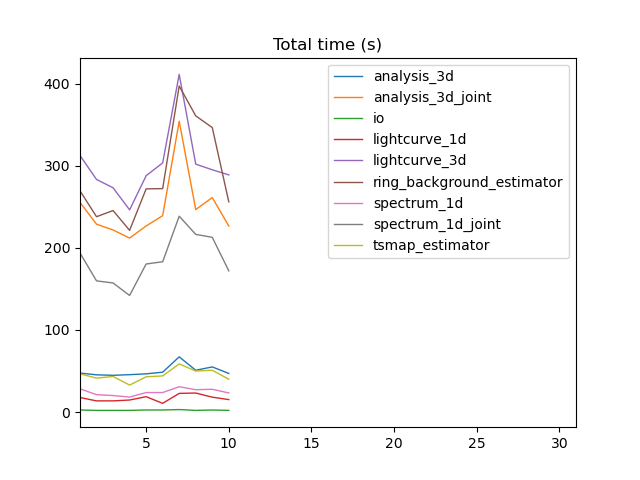 Total time (s)
400
300
200
100
0
5
10
15
20
25
30
analysis_3d
analysis_3d_joint
io
lightcurve_1d
lightcurve_3d
ring_background_estimator
spectrum_1d
spectrum_1d_joint
tsmap_estimator